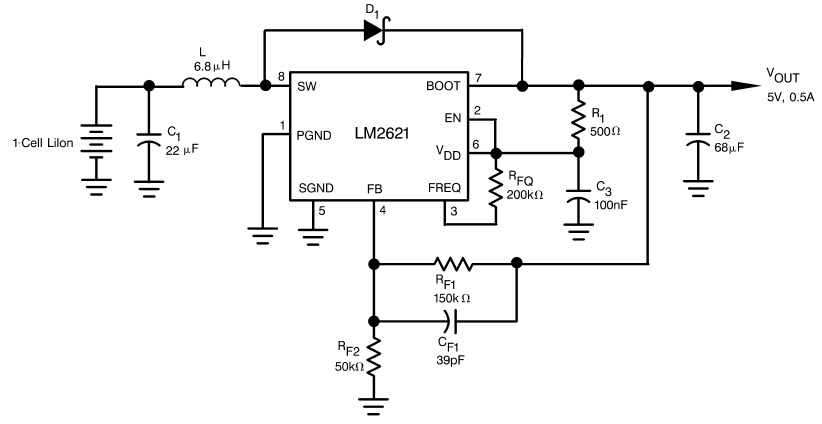 D1
L
6.8 μH
8
SW
BOOT
7
VOUT
5V, 0.5A
EN
2
R1
500Ω
C2
68μF
1-Cell LiIon
C1
22 μF
1
PGND
LM2621
VDD
6
RFQ
200kΩ
C3
100nF
SGND
FB
FREQ
5
4
3
RF1
150k Ω
CF1
39pF
RF2
50kΩ